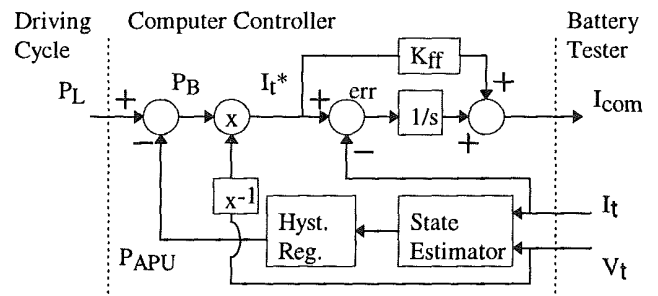 Driving Cycle
Computer Controller
Battery Tester
P_L
+
−
P_B
x
I_t*
K_ff
+
err
−
1/s
+
+
I_com
x⁻¹
Hyst. Reg.
State Estimator
I_t
V_t
P_APU